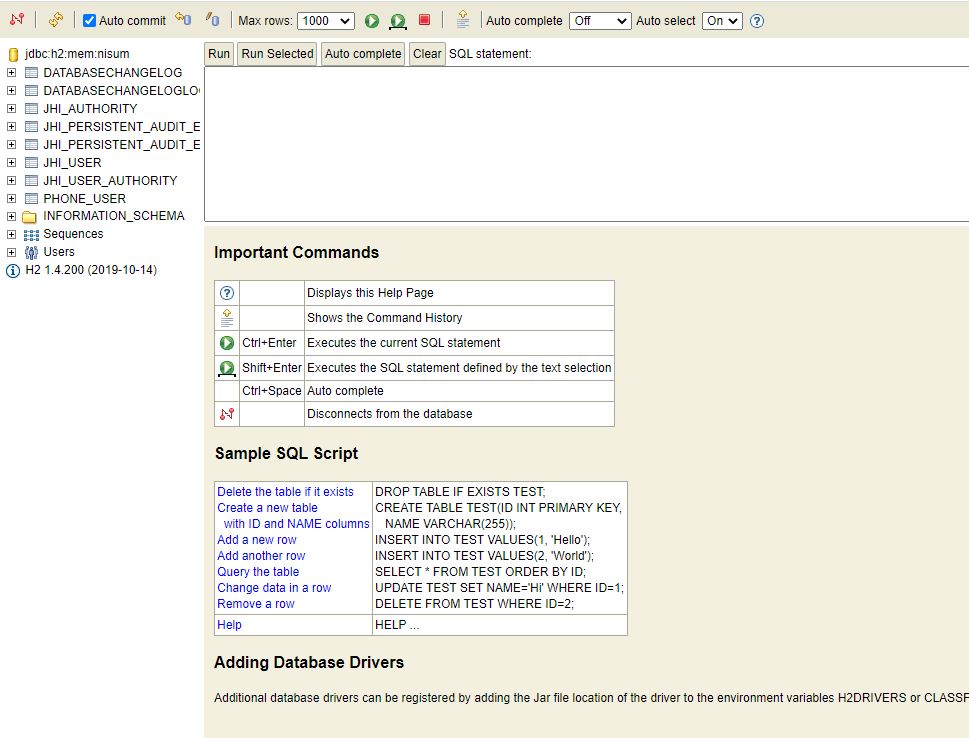 Auto commit Max rows: 1000 Auto complete Off Auto select On
jdbc:h2:mem:nisum
DATABASECHANGELOG
DATABASECHANGELOGLO
JHI_AUTHORITY
JHI_PERSISTENT_AUDIT_E
JHI_PERSISTENT_AUDIT_E
JHI_USER
JHI_USER_AUTHORITY
PHONE_USER
INFORMATION_SCHEMA
Sequences
Users
H2 1.4.200 (2019-10-14)
Run Run Selected Auto complete Clear SQL statement:
Important Commands
Displays this Help Page
Shows the Command History
Ctrl+Enter Executes the current SQL statement
Shift+Enter Executes the SQL statement defined by the text selection
Ctrl+Space Auto complete
Disconnects from the database
Sample SQL Script
Delete the table if it exists DROP TABLE IF EXISTS TEST;
Create a new table CREATE TABLE TEST(ID INT PRIMARY KEY,
with ID and NAME columns NAME VARCHAR(255));
Add a new row INSERT INTO TEST VALUES(1, 'Hello');
Add another row INSERT INTO TEST VALUES(2, 'World');
Query the table SELECT * FROM TEST ORDER BY ID;
Change data in a row UPDATE TEST SET NAME='Hi' WHERE ID=1;
Remove a row DELETE FROM TEST WHERE ID=2;
Help HELP ...
Adding Database Drivers
Additional database drivers can be registered by adding the Jar file location of the driver to the environment variables H2DRIVERS or CLASSF